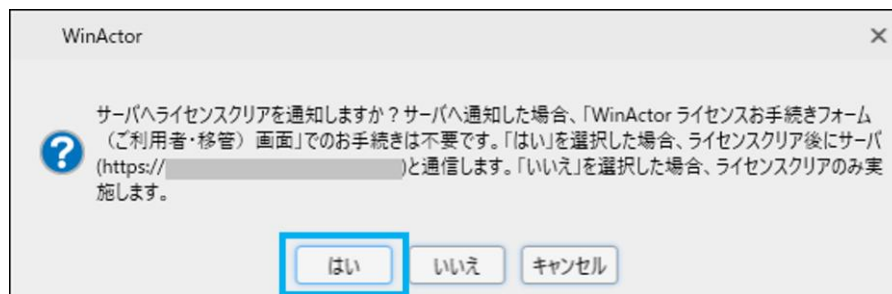 WinActor
サーバへライセンスクリアを通知しますか？サーバへ通知した場合、「WinActor ライセンスお手続きフォーム
（ご利用者・移管）画面」でのお手続きは不要です。「はい」を選択した場合、ライセンスクリア後にサーバ
(https://)と通信します。「いいえ」を選択した場合、ライセンスクリアのみ実
施します。
はい いいえ キャンセル